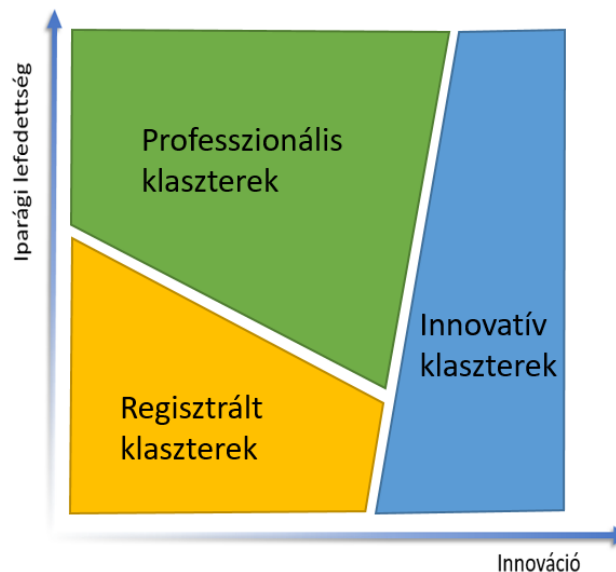 Iparági lefedettség
Professzionális
klaszterek
Innovatív
klaszterek
Regisztrált
klaszterek
Innováció